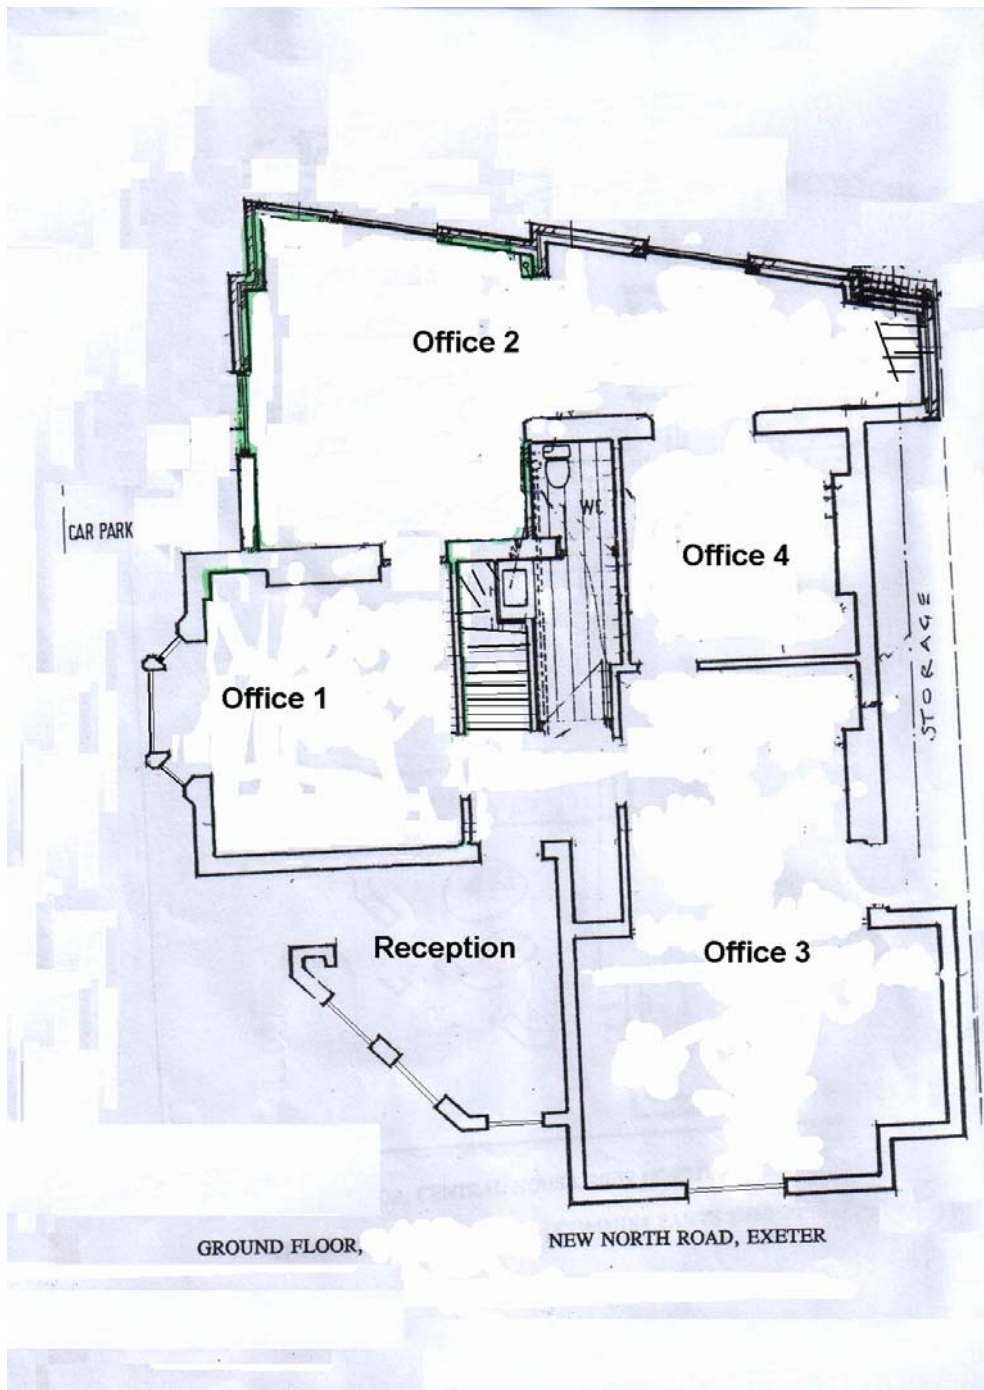 Office 2
WC
CAR PARK
Office 4
STORAGE
Office 1
Reception
Office 3
GROUND FLOOR,
NEW NORTH ROAD, EXETER